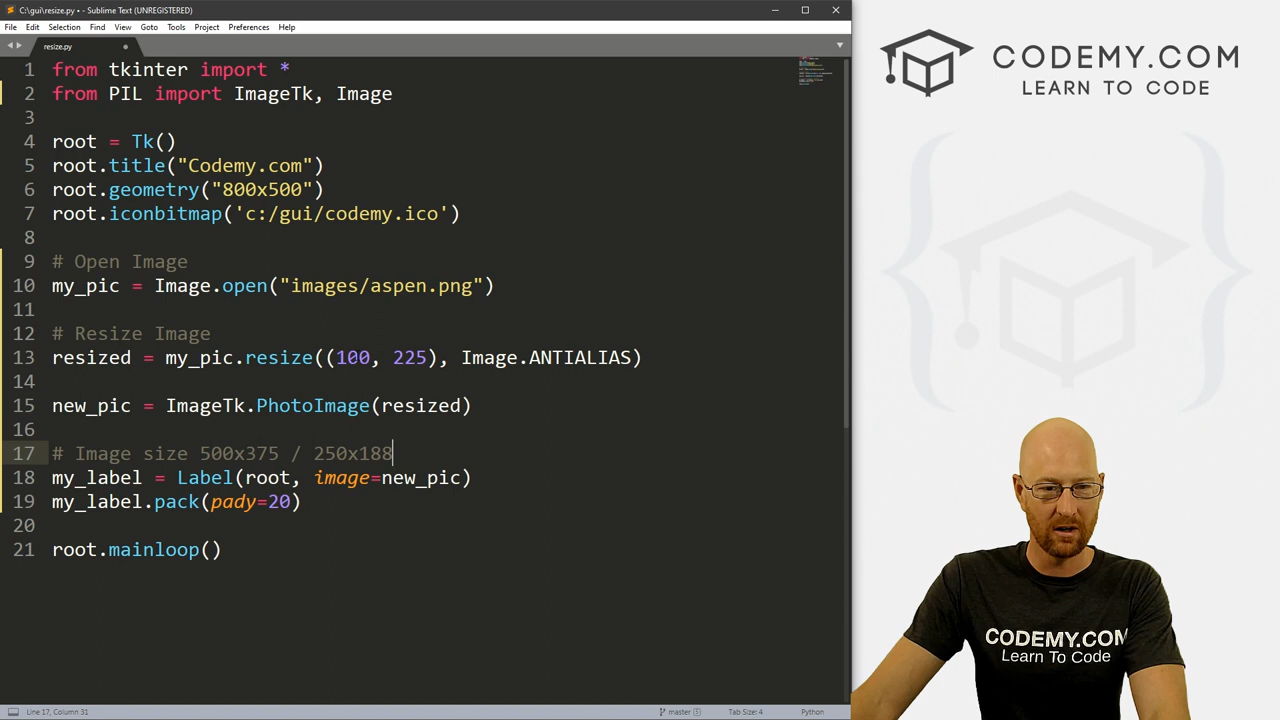 C:\gui\resize.py • - Sublime Text (UNREGISTERED)
File Edit Selection Find View Goto Tools Project Preferences Help
resize.py
1 from tkinter import *
2 from PIL import ImageTk, Image
3
4 root = Tk()
5 root.title("Codemy.com")
6 root.geometry("800x500")
7 root.iconbitmap('c:/gui/codemy.ico')
8
9 # Open Image
10 my_pic = Image.open("images/aspen.png")
11
12 # Resize Image
13 resized = my_pic.resize((100, 225), Image.ANTIALIAS)
14
15 new_pic = ImageTk.PhotoImage(resized)
16
17 # Image size 500x375 / 250x188
18 my_label = Label(root, image=new_pic)
19 my_label.pack(pady=20)
20
21 root.mainloop()
Line 17, Column 31
master 5
Tab Size: 4
Python
CODEMY.COM
LEARN TO CODE
CODEMY.COM
Learn To Code